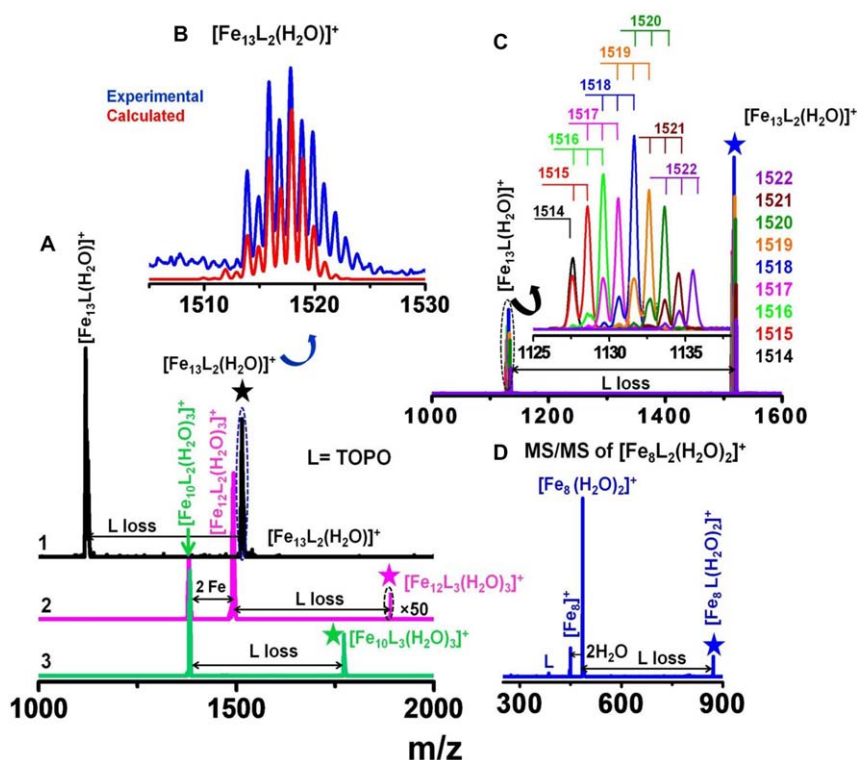 B
[Fe13L2(H2O)]+
Experimental
Calculated
1510
1520
1530
C
1520
1519
1518
1517
1516
1515
1514
1521
1522
[Fe13L2(H2O)]+
1522
1521
1520
1519
1518
1517
1516
1515
1514
[Fe13L(H2O)]+
1125
1130
1135
L loss
1000
1200
1400
1600
A
[Fe13L(H2O)]+
[Fe13L2(H2O)]+
[Fe10L2(H2O)3]+
[Fe12L2(H2O)3]+
L= TOPO
L loss
[Fe13L2(H2O)]+
1
[Fe12L3(H2O)3]+
2 Fe
L loss
×50
2
[Fe10L3(H2O)3]+
L loss
3
1000
1500
2000
D
MS/MS of [Fe8L2(H2O)2]+
[Fe8 (H2O)2]+
[Fe8]+
[Fe8 L(H2O)2]+
2H2O
L
L loss
300
600
900
m/z